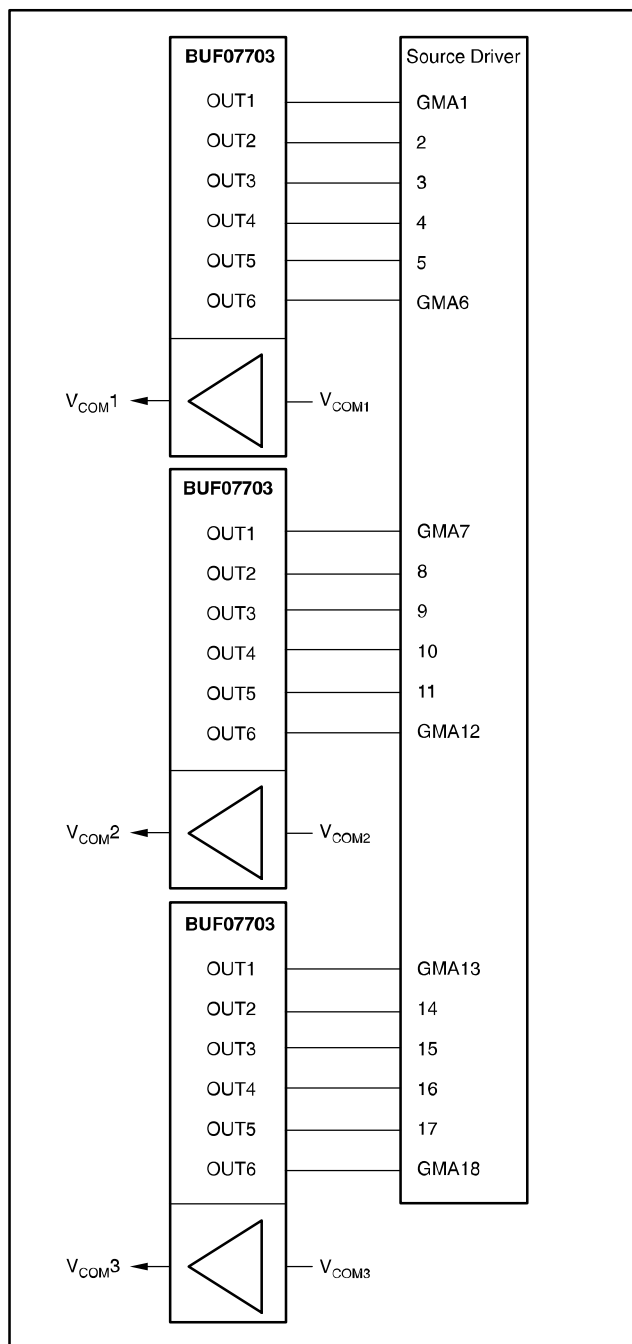 BUF07703 Source Driver
OUT1 GMA1
OUT2 2
OUT3 3
OUT4 4
OUT5 5
OUT6 GMA6
VCOM1 VCOM1
BUF07703
OUT1 GMA7
OUT2 8
OUT3 9
OUT4 10
OUT5 11
OUT6 GMA12
VCOM2 VCOM2
BUF07703
OUT1 GMA13
OUT2 14
OUT3 15
OUT4 16
OUT5 17
OUT6 GMA18
VCOM3 VCOM3